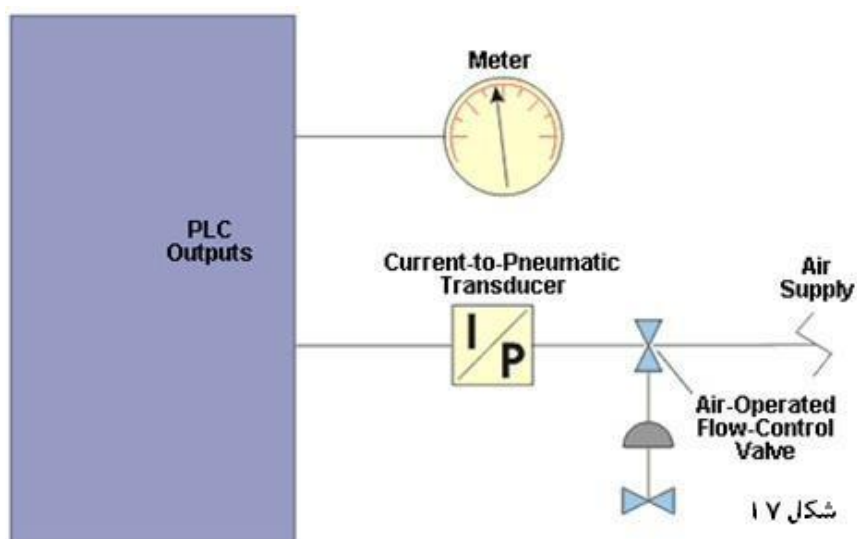 Meter
PLC
Outputs
Current-to-Pneumatic
Transducer
I/P
Air
Supply
Air-Operated
Flow-Control
Valve
شکل ۱۷